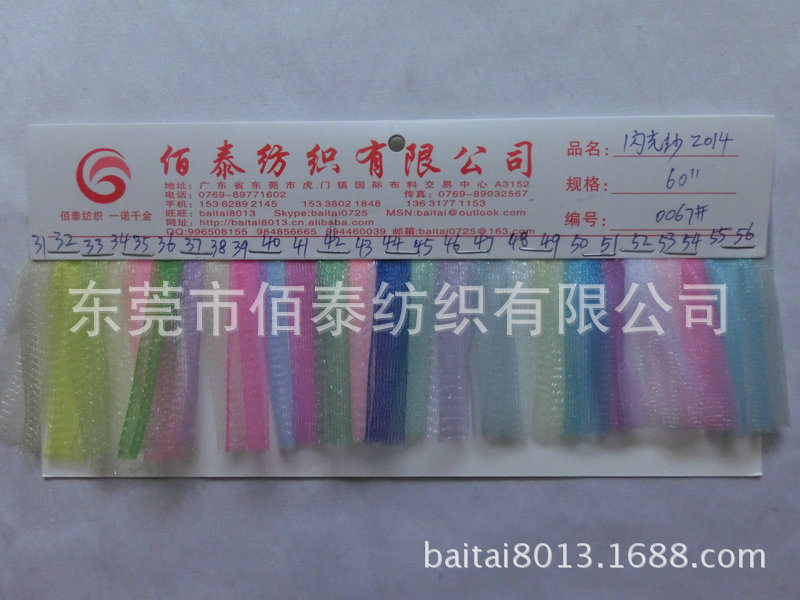 佰泰纺织有限公司
佰泰纺织 一诺千金
地址:广东省东莞市虎门镇国际布料交易中心A3152
电话:0769-89771602 传真:0769-89032567
手机:153 6289 2145 153 3802 1848 136 3177 1153
旺旺:baitai8013 Skype:baitai0725 MSN:baitai@outlook.com
网址:http://baitai8013.cn.alibaba.com
QQ:996508155 984856665 894460039 邮箱:baitai0725@163.com
品名: 闪亮纱 2014
规格: 60"
编号: 0067#
31 32 33 34 35 36 37 38 39 40 41 42 43 44 45 46 47 48 49 50 51 52 53 54 55 56
东莞市佰泰纺织有限公司
baitai8013.1688.com